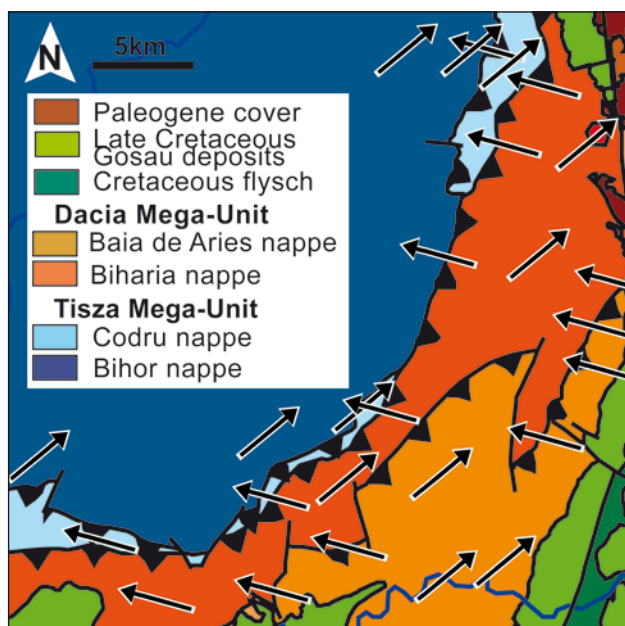 N
5km
Paleogene cover
Late Cretaceous
Gosau deposits
Cretaceous flysch
Dacia Mega-Unit
Baia de Aries nappe
Biharia nappe
Tisza Mega-Unit
Codru nappe
Bihor nappe